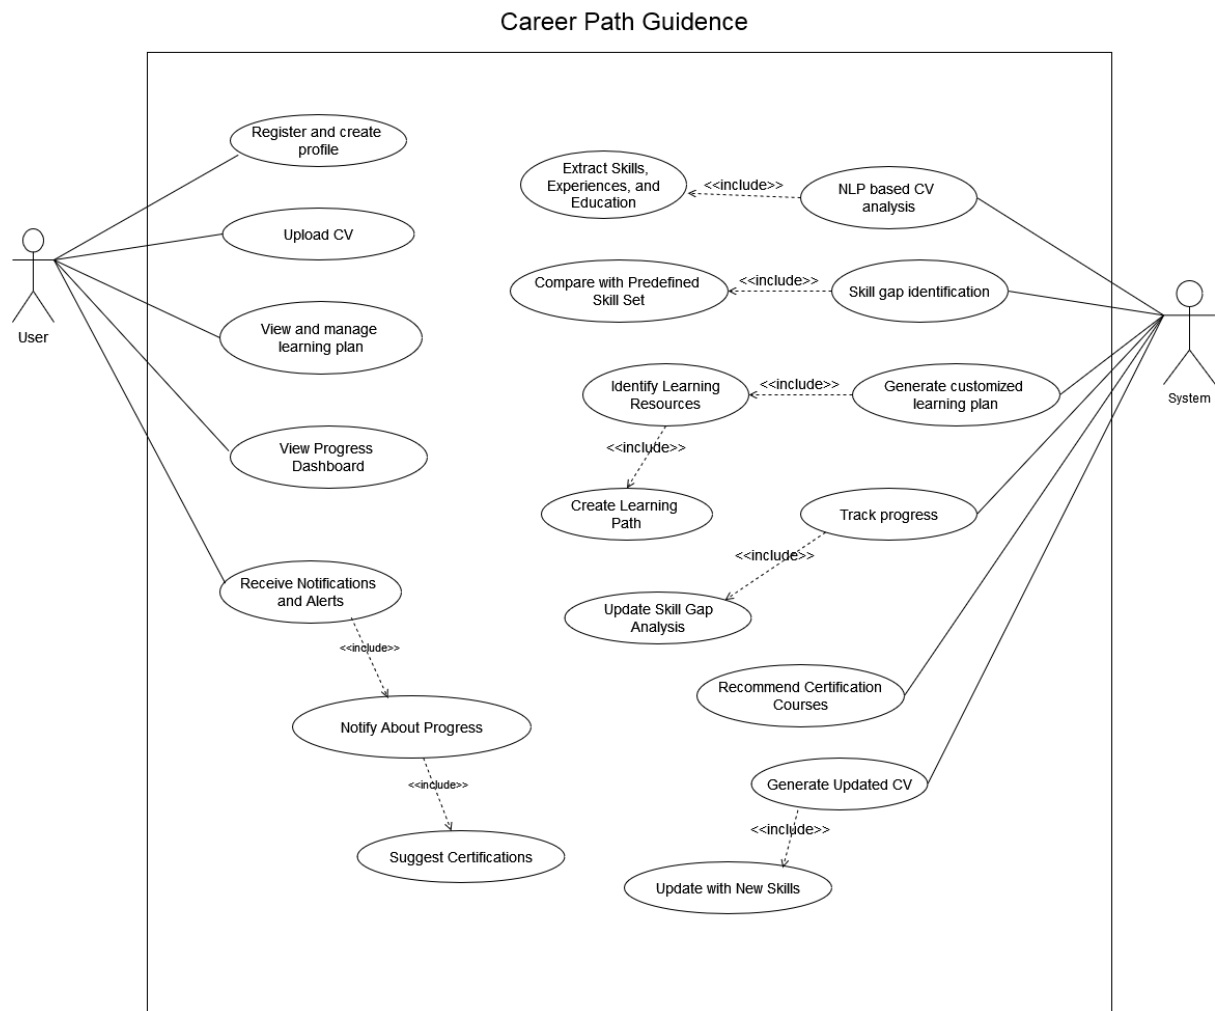 Career Path Guidence
Register and create
profile
Extract Skills,
Experiences, and
Education
<<include>>
NLP based CV
analysis
Upload CV
User
Compare with Predefined
Skill Set
<<include>>
Skill gap identification
View and manage
learning plan
Identify Learning
Resources
<<include>>
Generate customized
learning plan
System
<<include>>
View Progress
Dashboard
Create Learning
Path
Track progress
<<include>>
Receive Notifications
and Alerts
Update Skill Gap
Analysis
<<include>>
Recommend Certification
Courses
Notify About Progress
<<include>>
Generate Updated CV
<<include>>
Suggest Certifications
Update with New Skills